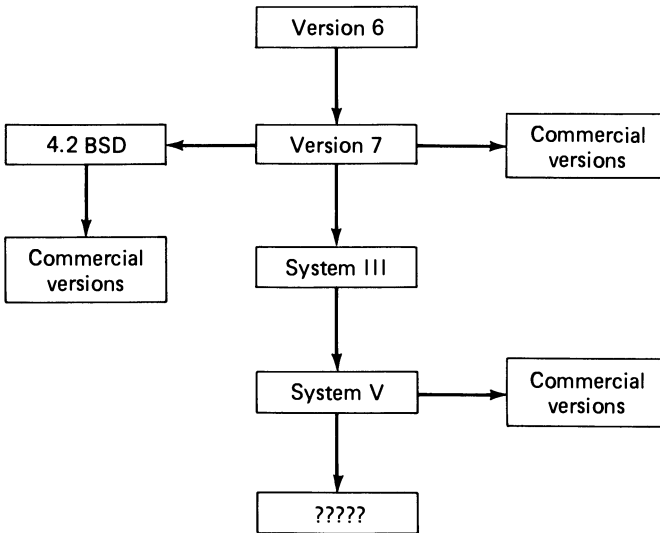 Version 6
4.2 BSD
Version 7
Commercial
versions
Commercial
versions
System III
System V
Commercial
versions
?????